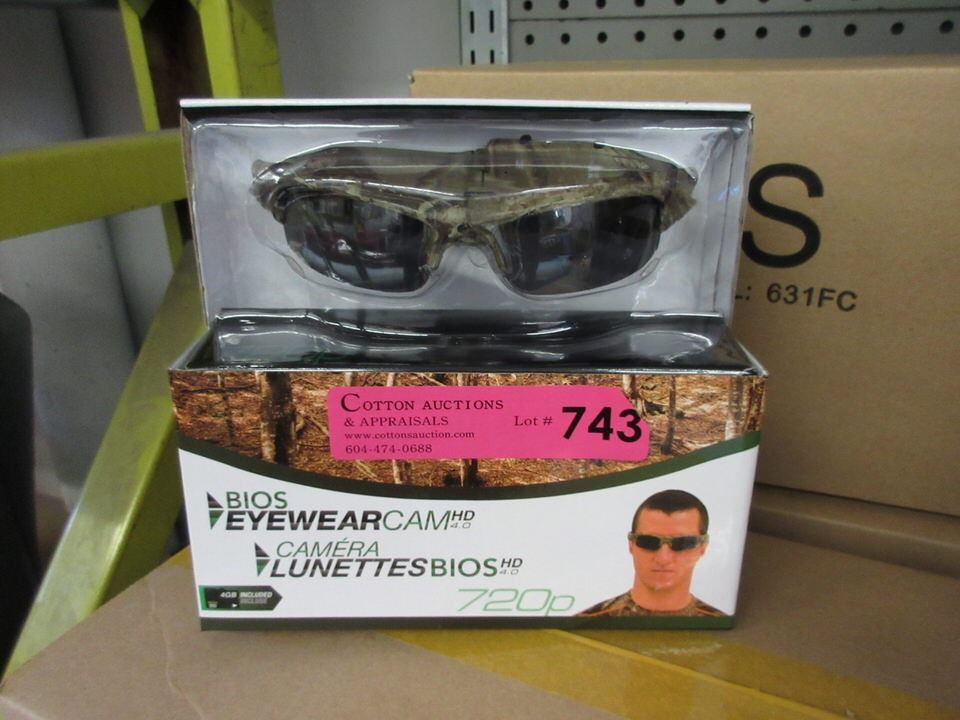 S
L: 631FC
COTTON AUCTIONS
& APPRAISALS
www.cottonsauction.com
604-474-0688
Lot # 743
BIOS
EYEWEARCAM HD 4.0
CAMÉRA
LUNETTESBIOS HD 4.0
4GB INCLUDED
INCLUSE
720p